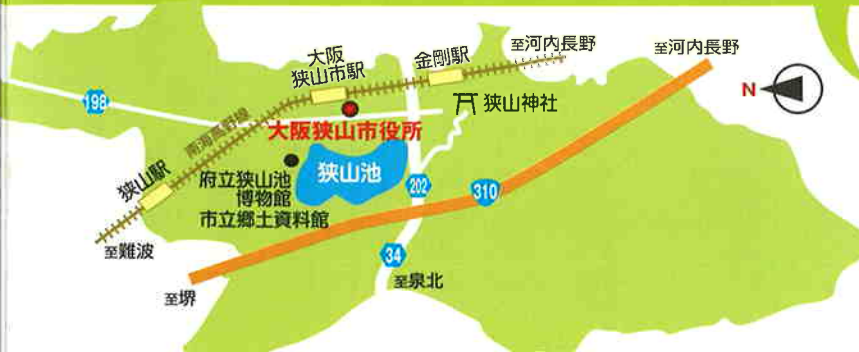 大阪
狭山市駅
金剛駅
至河内長野
至河内長野
198
南海高野線
N
狭山神社
大阪狭山市役所
狭山駅
府立狭山池
博物館
市立郷土資料館
狭山池
202
310
至難波
34
至泉北
至堺